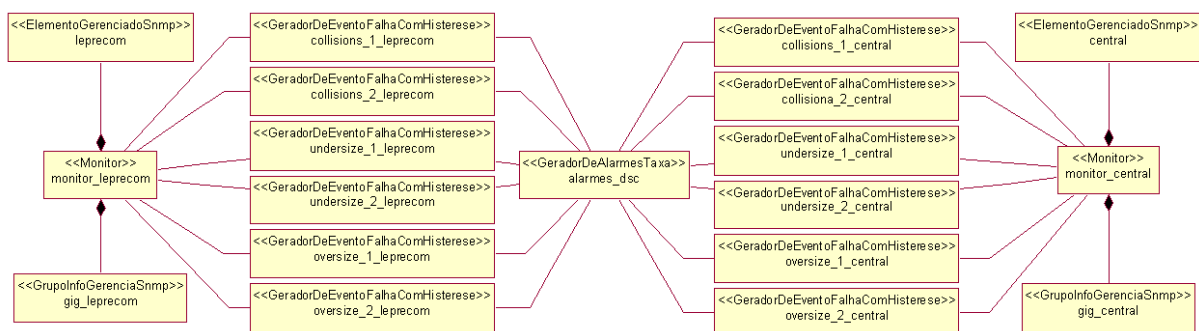 <<ElementoGerenciadoSnmp>>
leprecom
<<Monitor>>
monitor_leprecom
<<GrupoInfoGerenciaSnmp>>
gig_leprecom
<<GeradorDeEventoFalhaComHisterese>>
collisions_1_leprecom
<<GeradorDeEventoFalhaComHisterese>>
collisions_2_leprecom
<<GeradorDeEventoFalhaComHisterese>>
undersize_1_leprecom
<<GeradorDeEventoFalhaComHisterese>>
undersize_2_leprecom
<<GeradorDeEventoFalhaComHisterese>>
oversize_1_leprecom
<<GeradorDeEventoFalhaComHisterese>>
oversize_2_leprecom
<<GeradorDeAlarmesTaxa>>
alarmes_dsc
<<GeradorDeEventoFalhaComHisterese>>
collisions_1_central
<<GeradorDeEventoFalhaComHisterese>>
collisiona_2_central
<<GeradorDeEventoFalhaComHisterese>>
undersize_1_central
<<GeradorDeEventoFalhaComHisterese>>
undersize_2_central
<<GeradorDeEventoFalhaComHisterese>>
oversize_1_central
<<GeradorDeEventoFalhaComHisterese>>
oversize_2_central
<<ElementoGerenciadoSnmp>>
central
<<Monitor>>
monitor_central
<<GrupoInfoGerenciaSnmp>>
gig_central